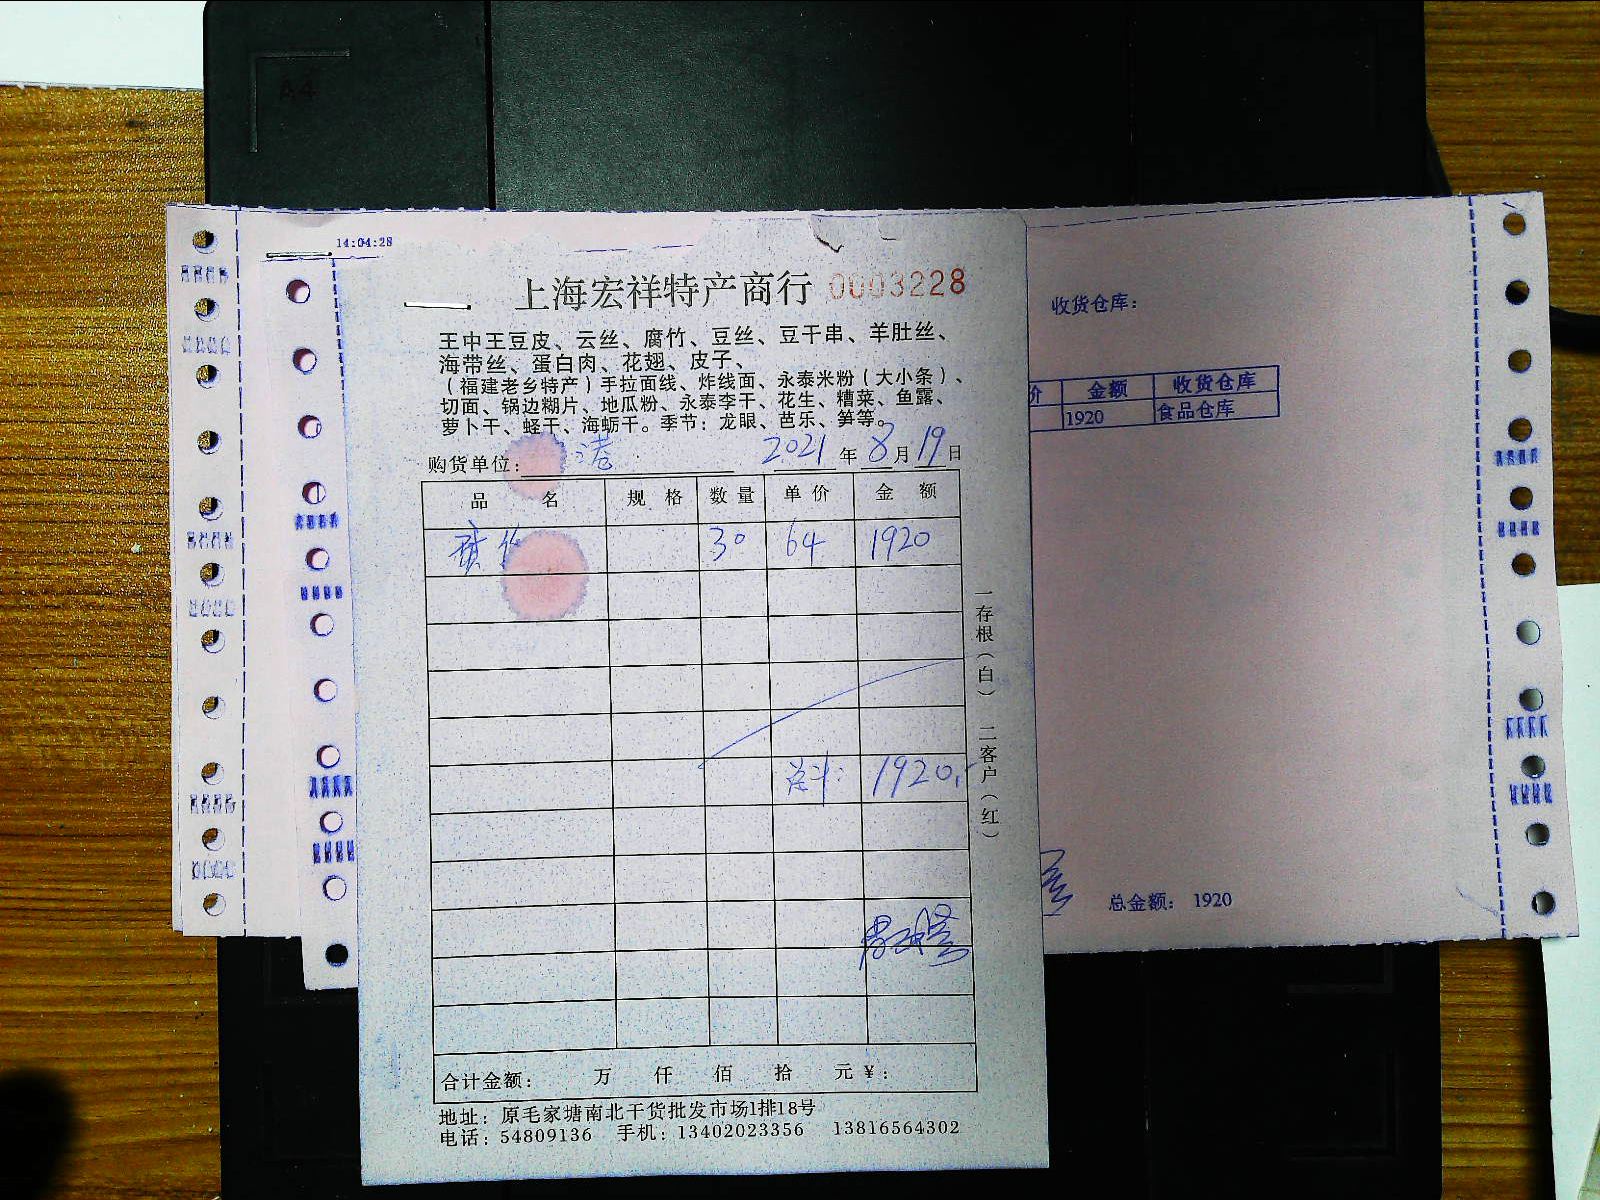 A4
14:04:28
上海宏祥特产商行 0003228
王中王豆皮、云丝、腐竹、豆丝、豆干串、羊肚丝、
海带丝、蛋白肉、花翅、皮子、
（福建老乡特产）手拉面线、炸线面、永泰米粉（大小条）、
切面、锅边糊片、地瓜粉、永泰李干、花生、糟菜、鱼露、
萝卜干、蛏干、海蛎干。季节：龙眼、芭乐、笋等。
购货单位： 港 2021 年 8 月 19 日
品 名 规 格 数 量 单 价 金 额
30 64 1920
总计: 1920.
合计金额： 万 仟 佰 拾 元 ¥：
地址：原毛家塘南北干货批发市场1排18号
电话：54809136 手机：13402023356 13816564302
一存根（白） 二客户（红）
收货仓库：
价 金额 收货仓库
1920 食品仓库
总金额： 1920